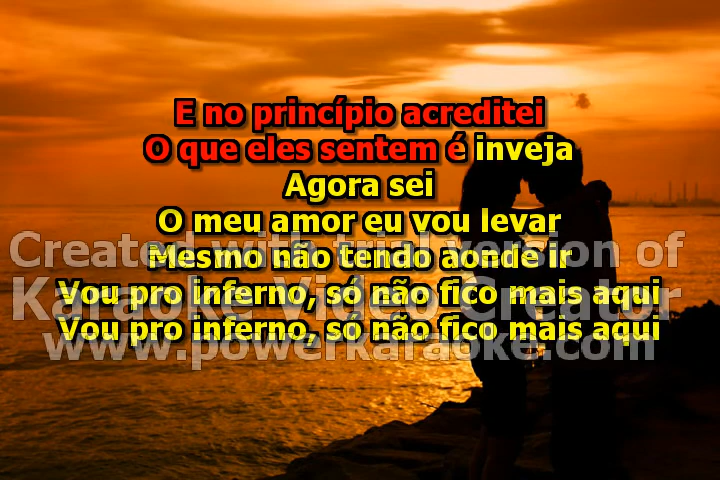 E no princípio acreditei
O que eles sentem é inveja
Agora sei
O meu amor eu vou levar
Created with trial version of
Mesmo não tendo aonde ir
Vou pro inferno, só não fico mais aqui
Karaoke Video Creator
Vou pro inferno, só não fico mais aqui
www.powerkaraoke.com